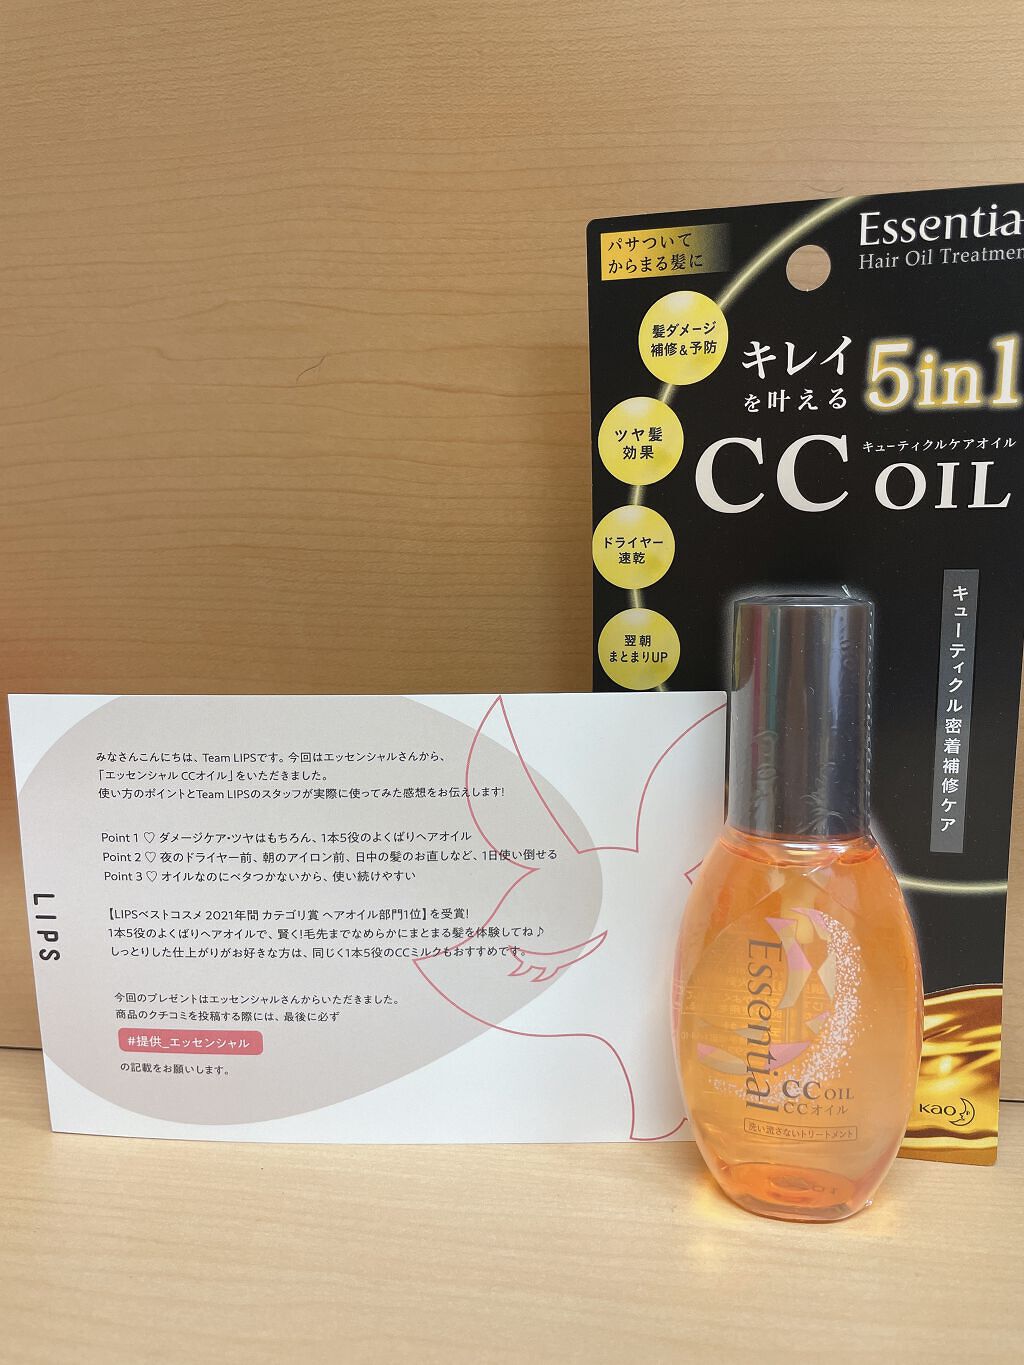 パサついて
からまる髪に
Essentia
Hair Oil Treatmen
髪ダメージ
補修&予防
キレイ
を叶える
5in1
ツヤ髪
効果
キューティクルケアオイル
CC OIL
ドライヤー
速乾
翌朝
まとまりUP
キューティクル密着補修ケア
Kao
みなさんこんにちは、Team LIPSです。今回はエッセンシャルさんから、
「エッセンシャル CCオイル」をいただきました。
使い方のポイントとTeam LIPSのスタッフが実際に使ってみた感想をお伝えします!
Point 1 ♡ ダメージケア・ツヤはもちろん、1本5役のよくばりヘアオイル
Point 2 ♡ 夜のドライヤー前、朝のアイロン前、日中の髪のお直しなど、1日使い倒せる
Point 3 ♡ オイルなのにベタつかないから、使い続けやすい
【LIPSベストコスメ 2021年間 カテゴリ賞 ヘアオイル部門1位】を受賞!
1本5役のよくばりヘアオイルで、賢く!毛先までなめらかにまとまる髪を体験してね♪
しっとりした仕上がりがお好きな方は、同じく1本5役のCCミルクもおすすめです。
今回のプレゼントはエッセンシャルさんからいただきました。
商品のクチコミを投稿する際には、最後に必ず
#提供_エッセンシャル
の記載をお願いします。
LIPS
Essential
CC OIL
CCオイル
洗い流さないトリートメント